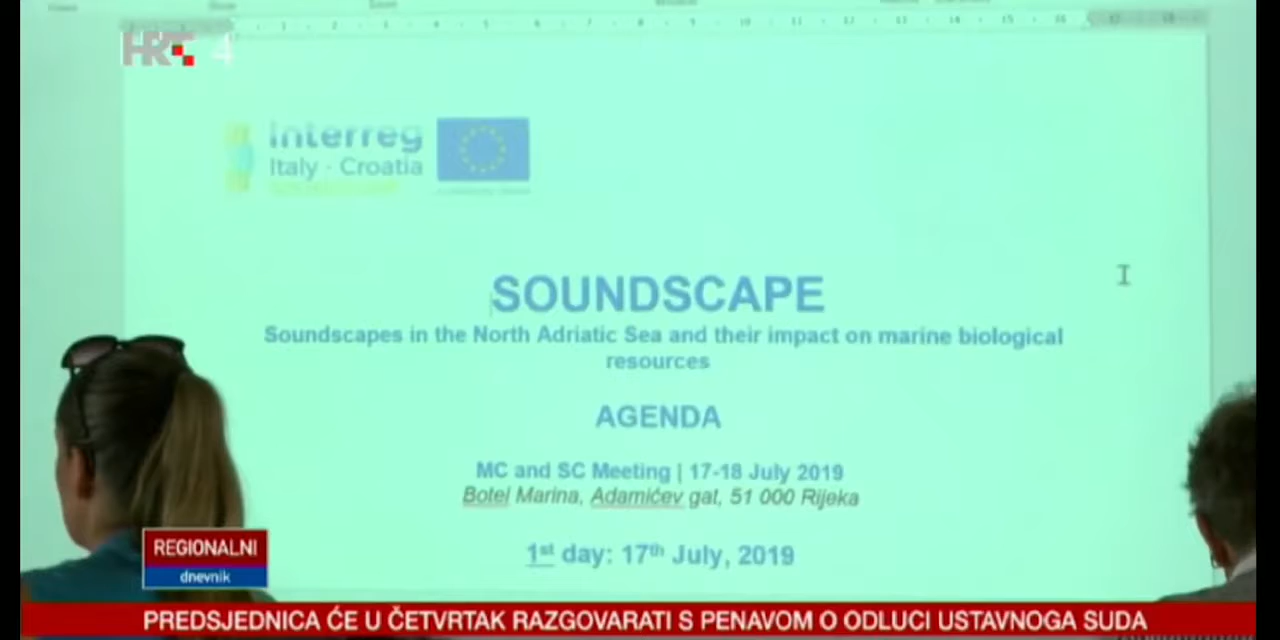 HRT 4
Interreg
Italy - Croatia
SOUNDSCAPE
Soundscapes in the North Adriatic Sea and their impact on marine biological
resources
AGENDA
MC and SC Meeting | 17-18 July 2019
Botel Marina, Adamićev gat, 51 000 Rijeka
1st day: 17th July, 2019
REGIONALNI
dnevnik
PREDSJEDNICA ĆE U ČETVRTAK RAZGOVARATI S PENAVOM O ODLUCI USTAVNOGA SUDA